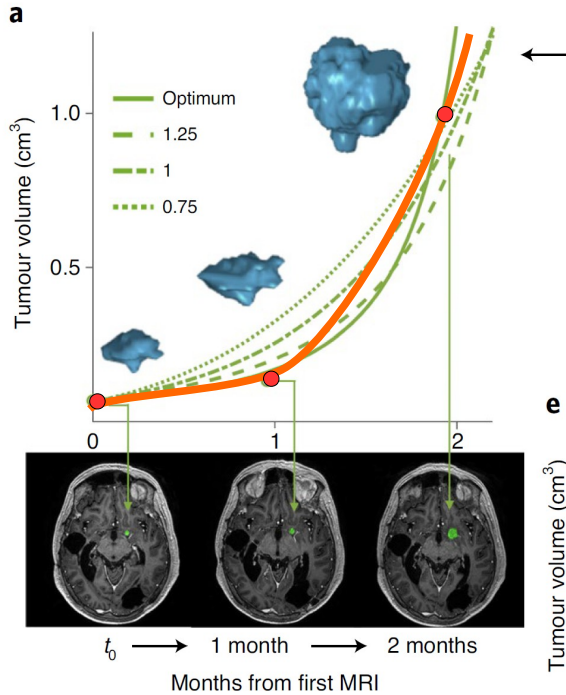 a
Optimum
1.25
1
0.75
Tumour volume (cm³)
1.0
0.5
0
1
2
e
Tumour volume (cm³)
t₀
1 month
2 months
Months from first MRI